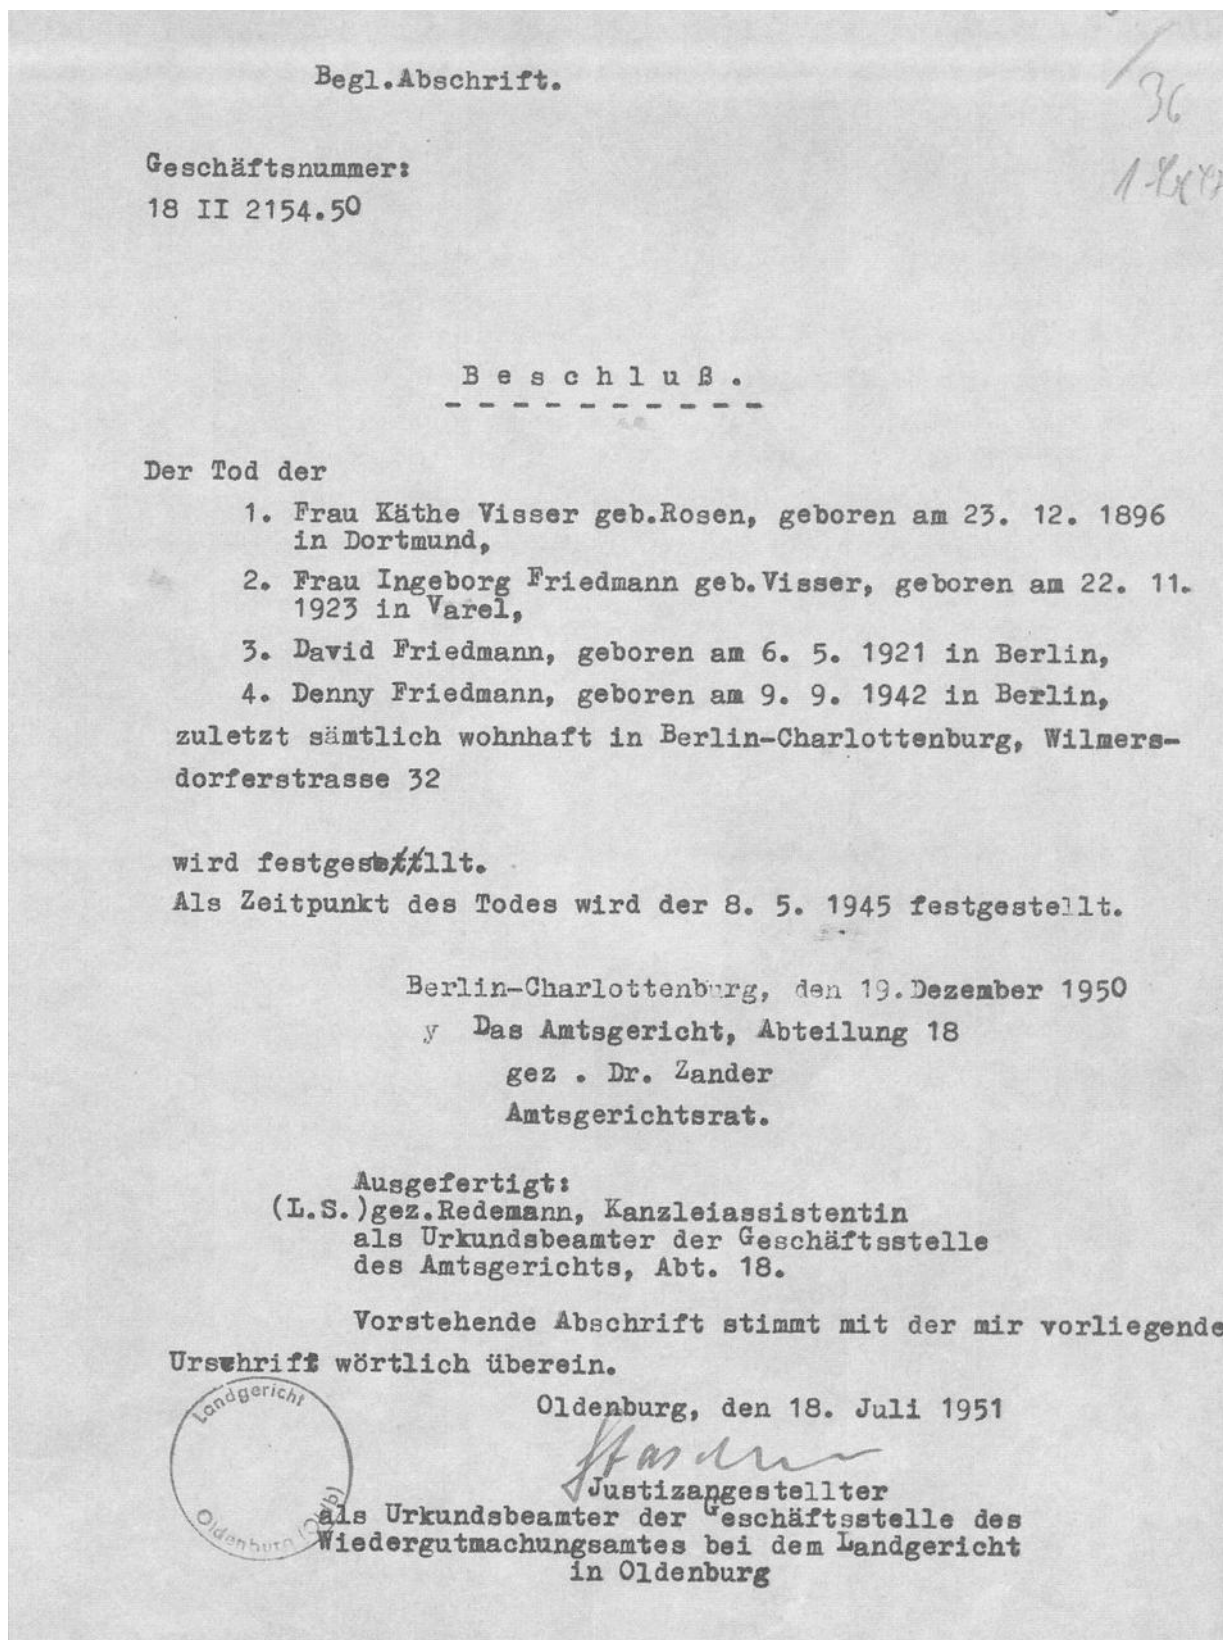 Begl.Abschrift.
36
Geschäftsnummer:
18 II 2154.50
Beschluß.
Der Tod der
1. Frau Käthe Visser geb.Rosen, geboren am 23. 12. 1896
in Dortmund,
2. Frau Ingeborg Friedmann geb.Visser, geboren am 22. 11.
1923 in Varel,
3. David Friedmann, geboren am 6. 5. 1921 in Berlin,
4. Denny Friedmann, geboren am 9. 9. 1942 in Berlin,
zuletzt sämtlich wohnhaft in Berlin-Charlottenburg, Wilmers-
dorferstrasse 32
wird festgestellt.
Als Zeitpunkt des Todes wird der 8. 5. 1945 festgestellt.
Berlin-Charlottenburg, den 19.Dezember 1950
y Das Amtsgericht, Abteilung 18
gez . Dr. Zander
Amtsgerichtsrat.
Ausgefertigt:
(L.S.)gez.Redemann, Kanzleiassistentin
als Urkundsbeamter der Geschäftsstelle
des Amtsgerichts, Abt. 18.
Vorstehende Abschrift stimmt mit der mir vorliegende
Urschrift wörtlich überein.
Landgericht
Oldenburg (Oldb)
Oldenburg, den 18. Juli 1951
Justizangestellter
als Urkundsbeamter der Geschäftsstelle des
Wiedergutmachungsamtes bei dem Landgericht
in Oldenburg